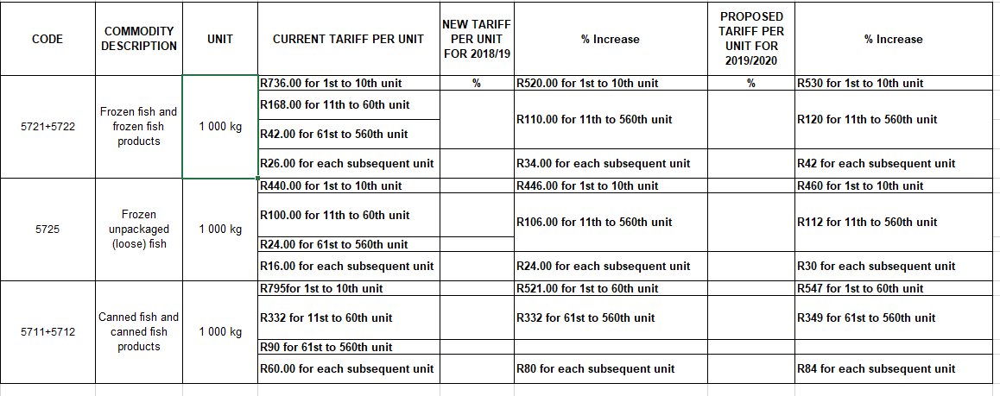 CODE
COMMODITY
DESCRIPTION
UNIT
CURRENT TARIFF PER UNIT
NEW TARIFF
PER UNIT
FOR 2018/19
% Increase
PROPOSED
TARIFF PER
UNIT FOR
2019/2020
% Increase
5721+5722
Frozen fish and
frozen fish
products
1 000 kg
R736.00 for 1st to 10th unit
%
R520.00 for 1st to 10th unit
%
R530 for 1st to 10th unit
R168.00 for 11th to 60th unit
R110.00 for 11th to 560th unit
R120 for 11th to 560th unit
R42.00 for 61st to 560th unit
R26.00 for each subsequent unit
R34.00 for each subsequent unit
R42 for each subsequent unit
5725
Frozen
unpackaged
(loose) fish
1 000 kg
R440.00 for 1st to 10th unit
R446.00 for 1st to 10th unit
R460 for 1st to 10th unit
R100.00 for 11th to 60th unit
R106.00 for 11th to 560th unit
R112 for 11th to 560th unit
R24.00 for 61st to 560th unit
R16.00 for each subsequent unit
R24.00 for each subsequent unit
R30 for each subsequent unit
5711+5712
Canned fish and
canned fish
products
1 000 kg
R795for 1st to 10th unit
R521.00 for 1st to 60th unit
R547 for 1st to 60th unit
R332 for 11st to 60th unit
R332 for 61st to 560th unit
R349 for 61st to 560th unit
R90 for 61st to 560th unit
R60.00 for each subsequent unit
R80 for each subsequent unit
R84 for each subsequent unit